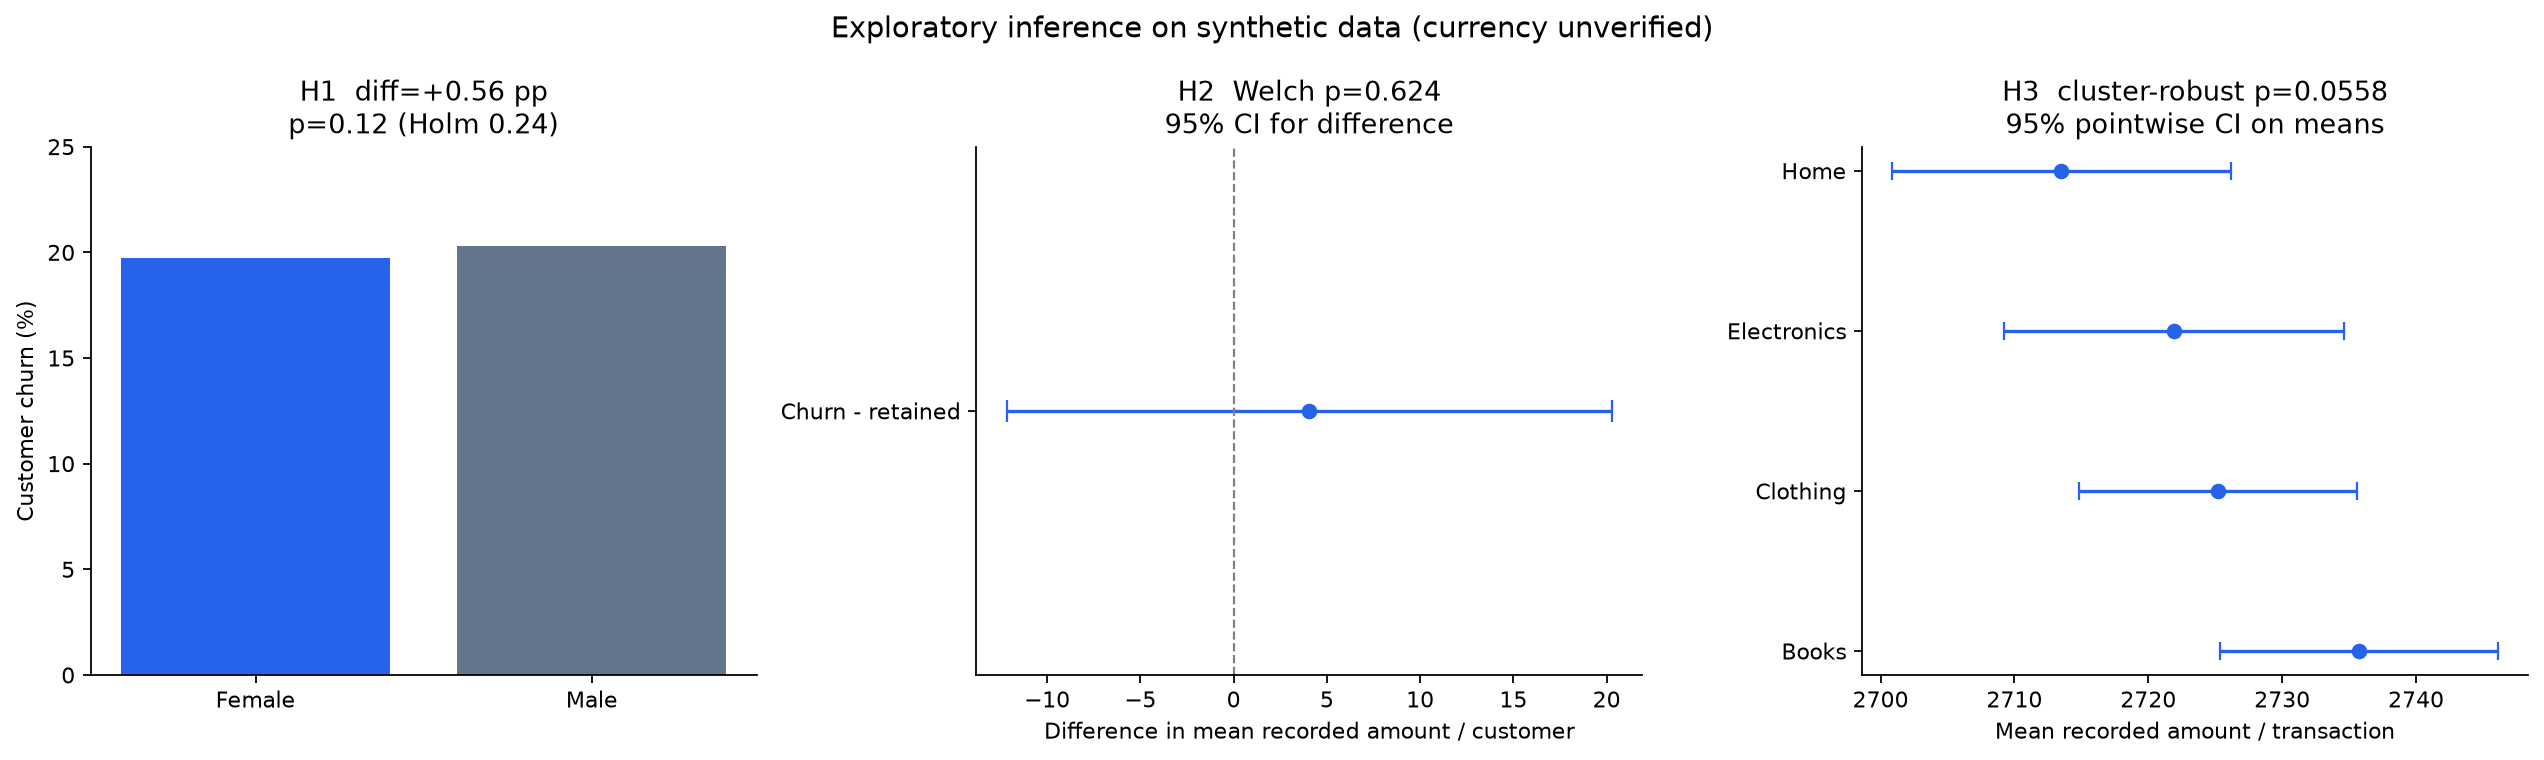 Exploratory inference on synthetic data (currency unverified)
H1  diff=+0.56 pp
p=0.12 (Holm 0.24)
25
20
15
10
5
0
Customer churn (%)
Female
Male
H2  Welch p=0.624
95% CI for difference
Churn - retained
−10
−5
0
5
10
15
20
Difference in mean recorded amount / customer
H3  cluster-robust p=0.0558
95% pointwise CI on means
Home
Electronics
Clothing
Books
2700
2710
2720
2730
2740
Mean recorded amount / transaction